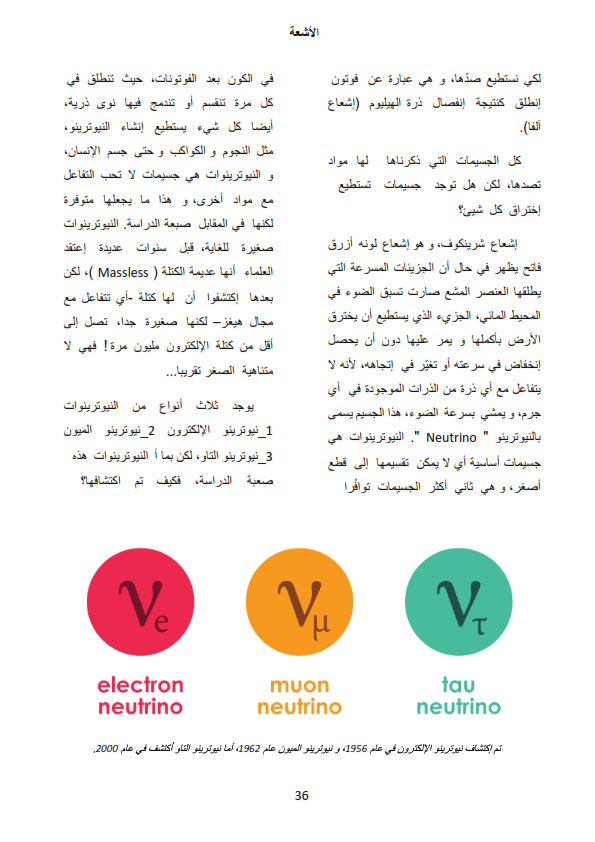 الأشعة
لكي نستطيع صدّها، و هي عبارة عن فوتون
إنطلق كنتيجة إنفصال ذرة الهيليوم (إشعاع
ألفا).
كل الجسيمات التي ذكرناها لها مواد
تصدها، لكن هل توجد جسيمات تستطيع
إختراق كل شيئ؟
إشعاع شرينكوف، و هو إشعاع لونه أزرق
فاتح يظهر في حال أن الجزيئات المسرعة التي
يطلقها العنصر المشع صارت تسبق الضوء في
المحيط المائي، الجزيء الذي يستطيع أن يخترق
الأرض بأكملها و يمر عليها دون أن يحصل
إنخفاض في سرعته أو تغيّر في إتجاهه، لأنه لا
يتفاعل مع أي ذرة من الذرات الموجودة في أي
جرم، و يمشي بسرعة الضوء، هذا الجسيم يسمى
بالنيوترينو " Neutrino ". النيوترينوات هي
جسيمات أساسية أي لا يمكن تقسيمها إلى قطع
أصغر، و هي ثاني أكثر الجسيمات توافُرا
في الكون بعد الفوتونات، حيث تنطلق في
كل مرة تنقسم أو تندمج فيها نوى ذرية،
أيضا كل شيء يستطيع إنشاء النيوترينو،
مثل النجوم و الكواكب و حتى جسم الإنسان،
و النيوترينوات هي جسيمات لا تحب التفاعل
مع مواد أخرى، و هذا ما يجعلها متوفرة
لكنها في المقابل صبعة الدراسة. النيوترينوات
صغيرة للغاية، قبل سنوات عديدة إعتقد
العلماء أنها عديمة الكتلة ( Massless )، لكن
بعدها إكتشفوا أن لها كتلة -أي تتفاعل مع
مجال هيغز– لكنها صغيرة جدا، تصل إلى
أقل من كتلة الإلكترون مليون مرة! فهي لا
متناهية الصغر تقريبا...
يوجد ثلاث أنواع من النيوترينوات
1_نيوترينو الإلكترون 2_نيوترينو الميون
3_نيوترينو التاو، لكن بما أ النيوترينوات هذه
صعبة الدراسة، فكيف تم اكتشافها؟
νe νμ ντ
electron muon tau
neutrino neutrino neutrino
تم إكتشاف نيوترينو الإلكترون في عام 1956، و نيوترينو الميون عام 1962، أما نيوترينو التاو أكتشف في عام 2000.
36